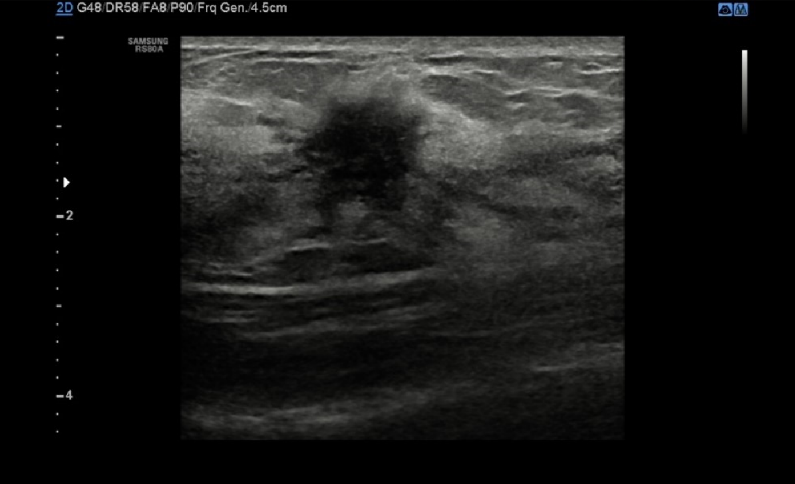 2D G48/DR58/FA8/P90/Frq Gen./4.5cm
SAMSUNG
RS80A
2
4